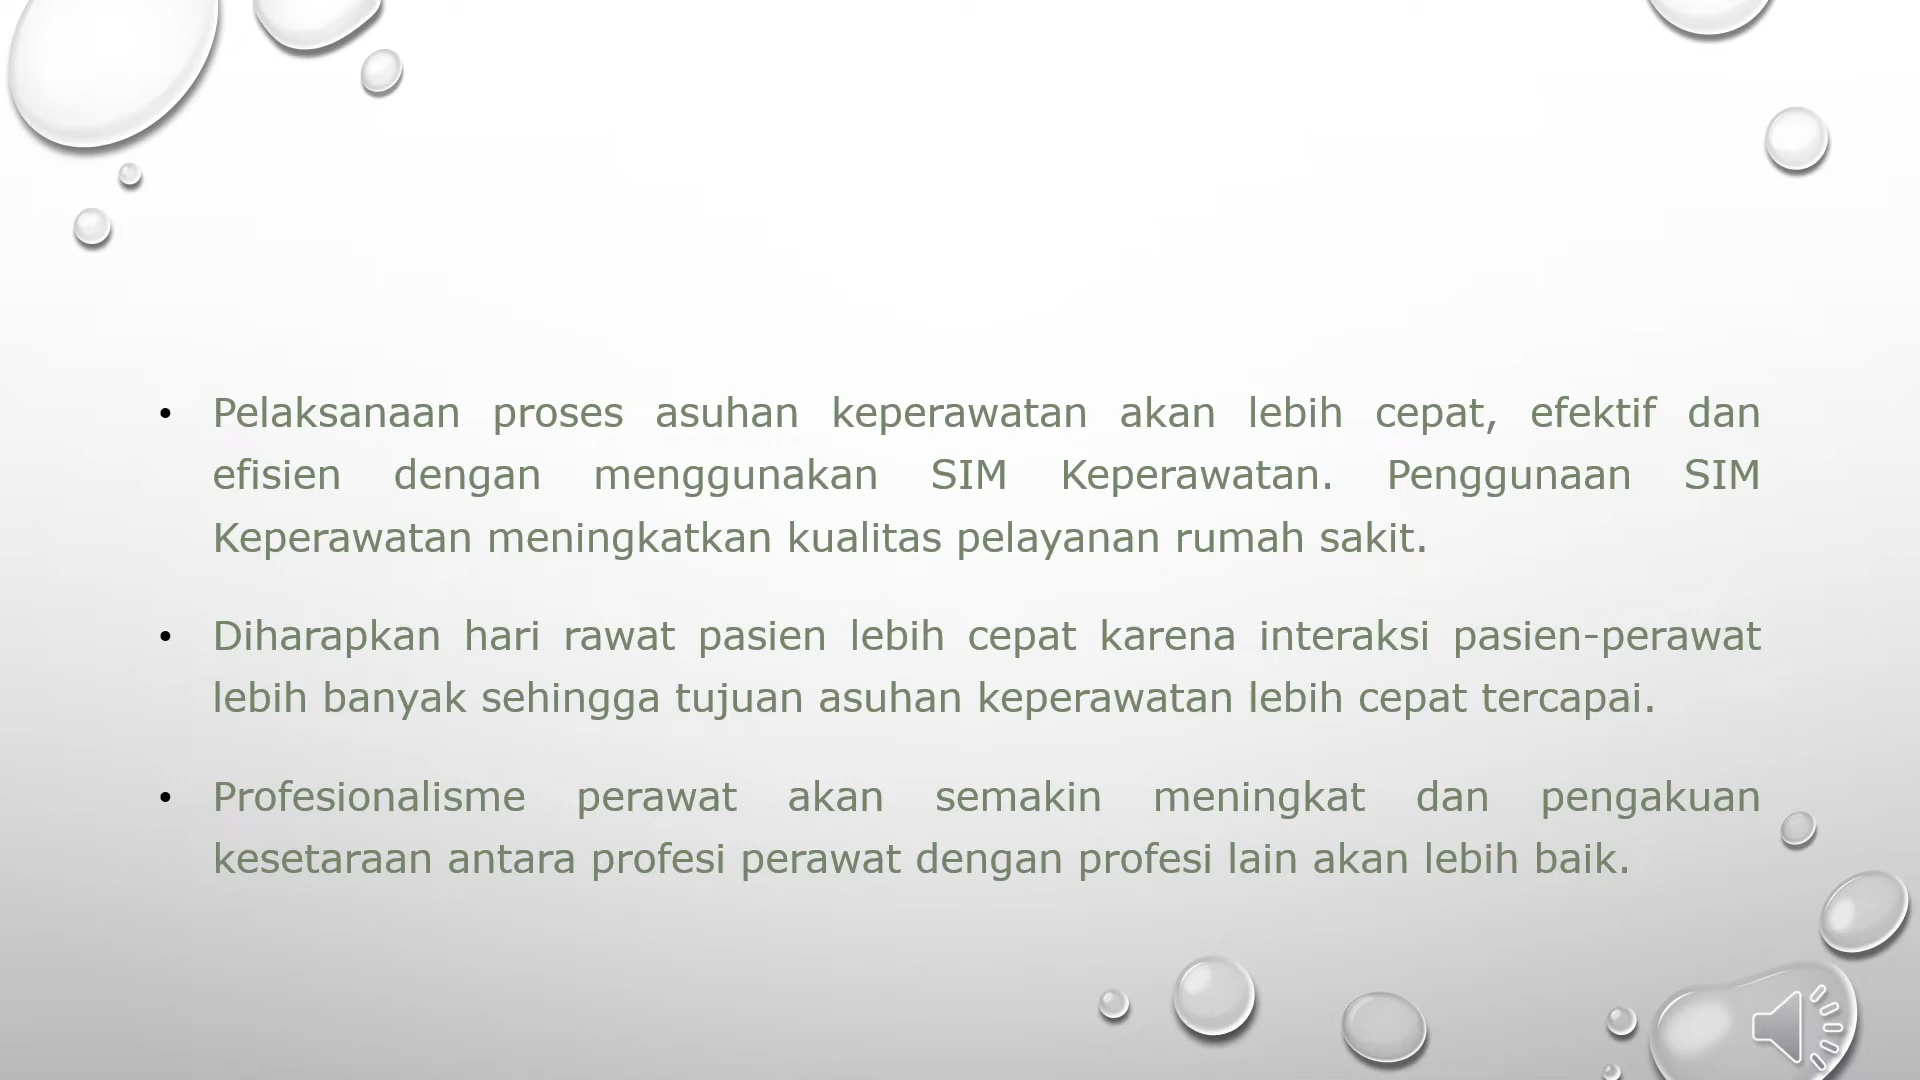 • Pelaksanaan proses asuhan keperawatan akan lebih cepat, efektif dan
efisien dengan menggunakan SIM Keperawatan. Penggunaan SIM
Keperawatan meningkatkan kualitas pelayanan rumah sakit.
• Diharapkan hari rawat pasien lebih cepat karena interaksi pasien-perawat
lebih banyak sehingga tujuan asuhan keperawatan lebih cepat tercapai.
• Profesionalisme perawat akan semakin meningkat dan pengakuan
kesetaraan antara profesi perawat dengan profesi lain akan lebih baik.